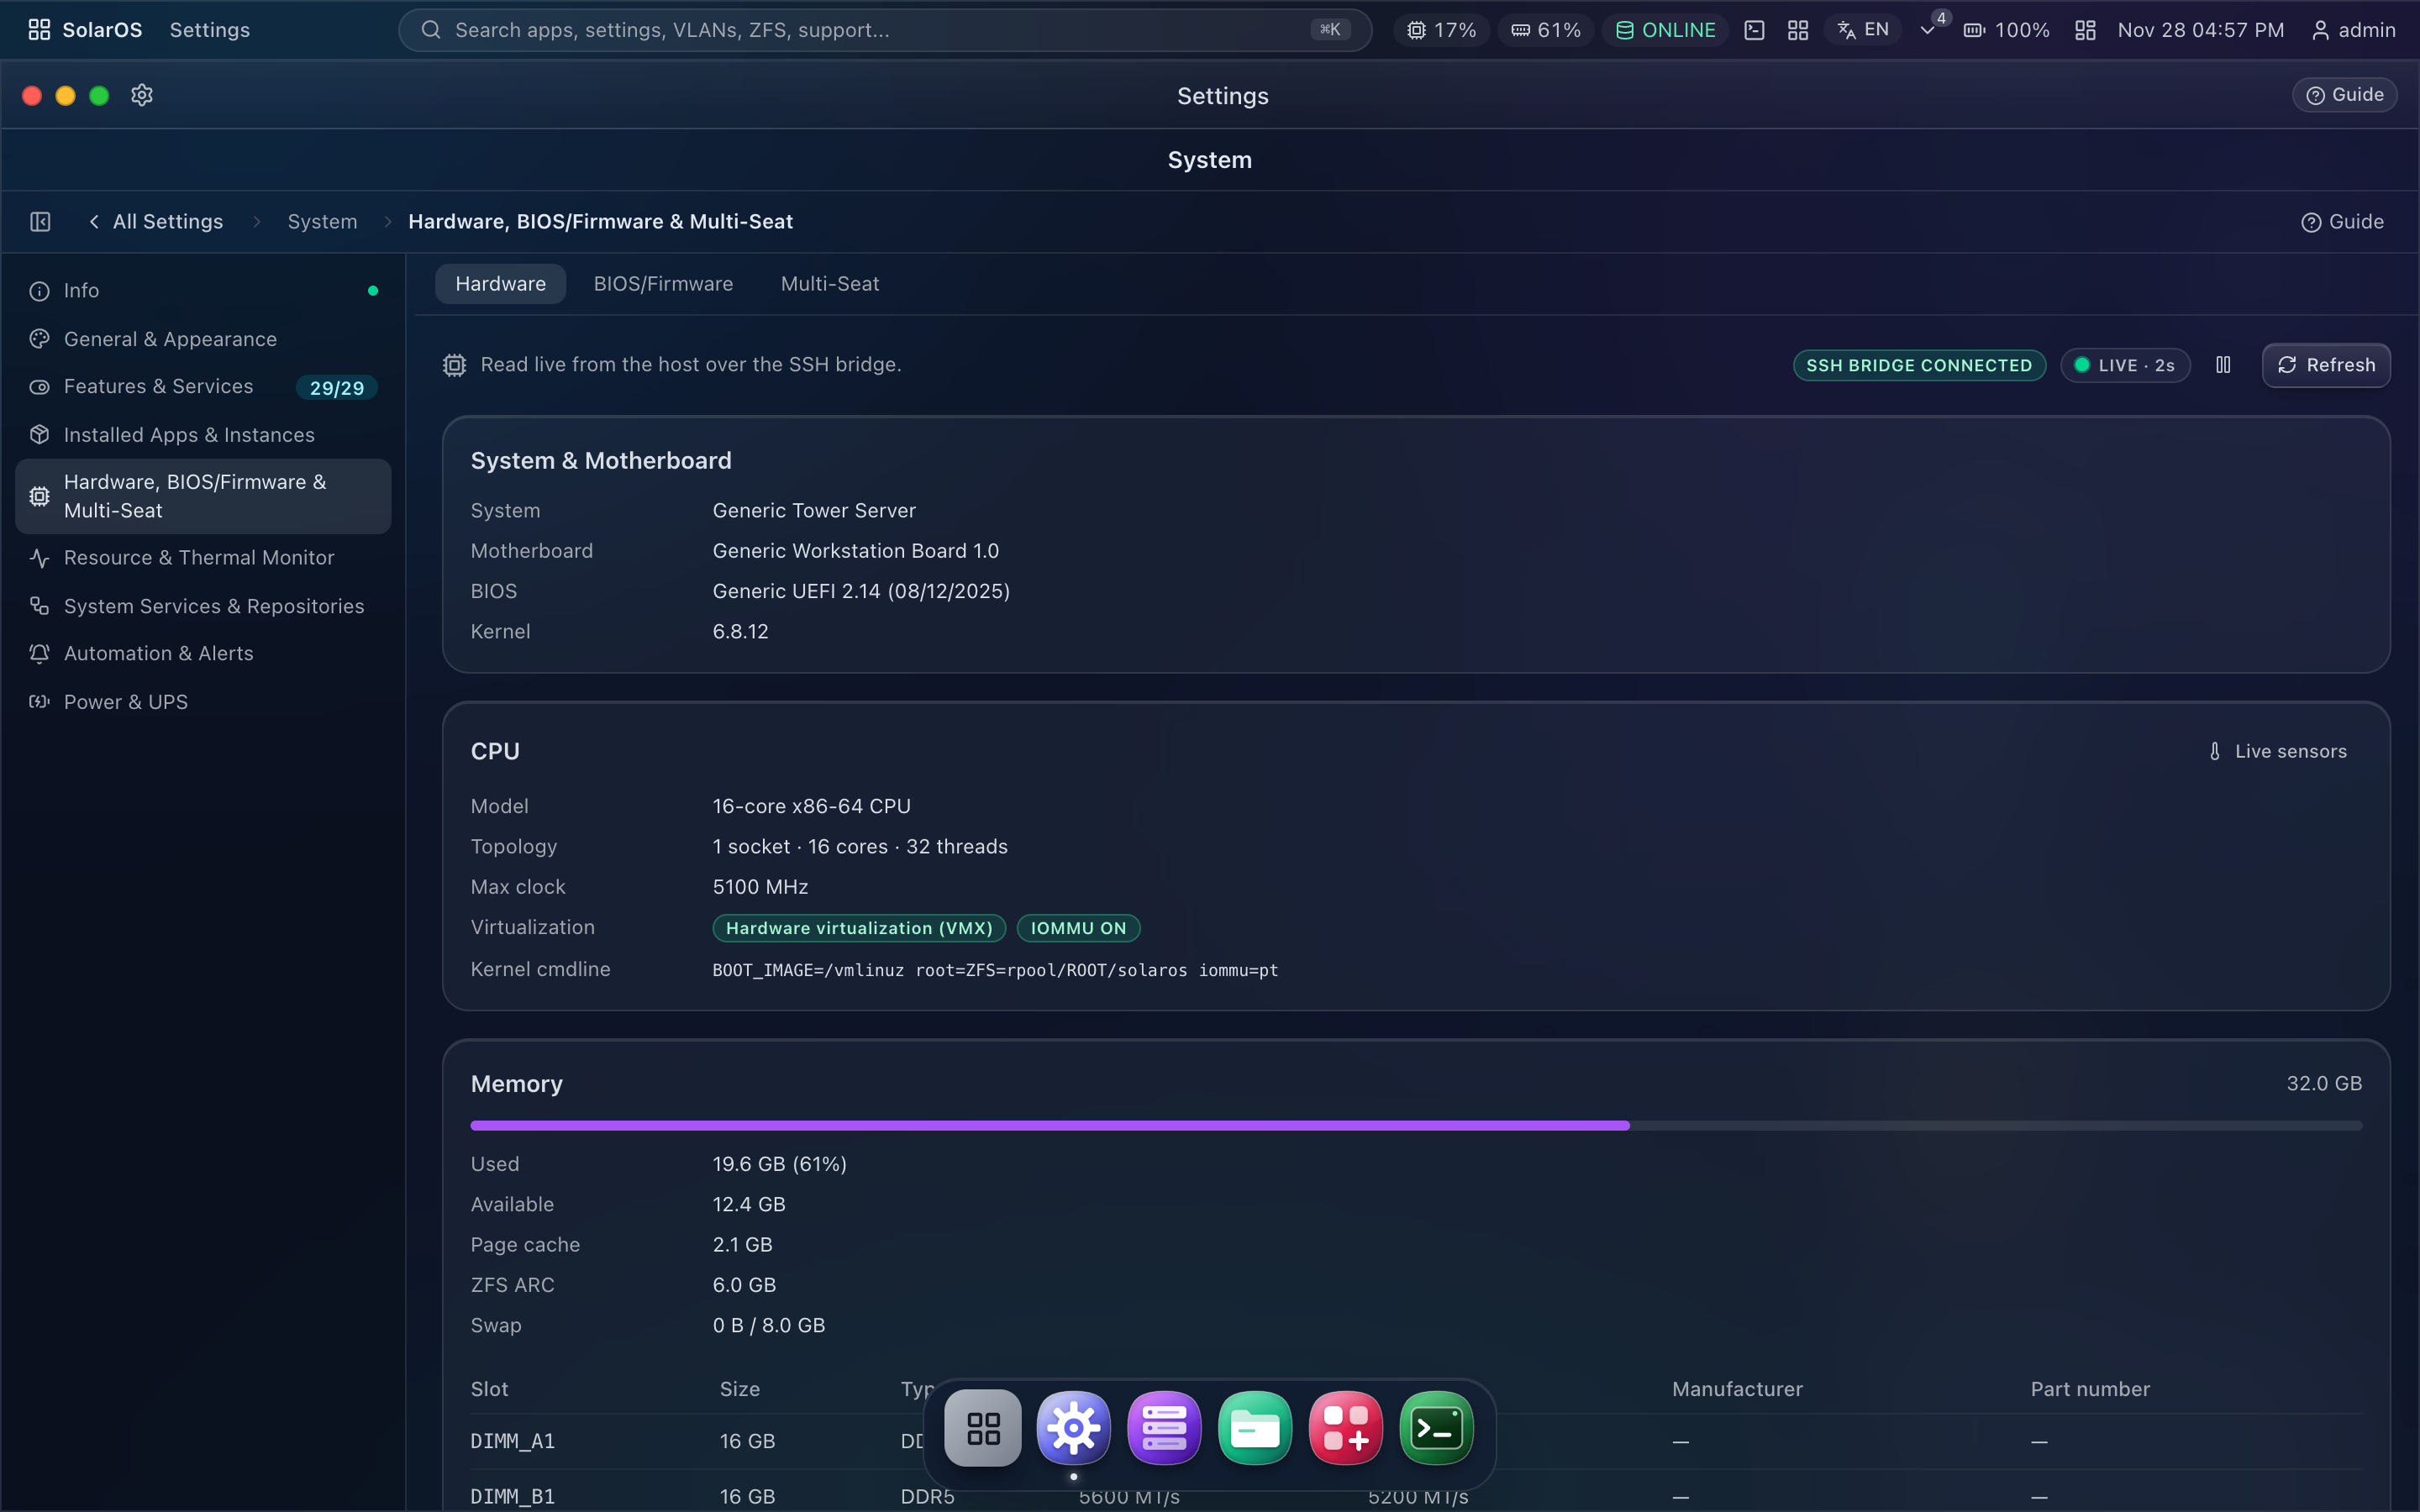 SolarOS Settings Search apps, settings, VLANs, ZFS, support... ⌘K 17% 61% ONLINE EN 4 100% Nov 28 04:57 PM admin
Settings Guide
System
All Settings System Hardware, BIOS/Firmware & Multi-Seat Guide
Info
General & Appearance
Features & Services 29/29
Installed Apps & Instances
Hardware, BIOS/Firmware &
Multi-Seat
Resource & Thermal Monitor
System Services & Repositories
Automation & Alerts
Power & UPS
Hardware BIOS/Firmware Multi-Seat
Read live from the host over the SSH bridge. SSH BRIDGE CONNECTED LIVE · 2s Refresh
System & Motherboard
System Generic Tower Server
Motherboard Generic Workstation Board 1.0
BIOS Generic UEFI 2.14 (08/12/2025)
Kernel 6.8.12
CPU Live sensors
Model 16-core x86-64 CPU
Topology 1 socket · 16 cores · 32 threads
Max clock 5100 MHz
Virtualization Hardware virtualization (VMX) IOMMU ON
Kernel cmdline BOOT_IMAGE=/vmlinuz root=ZFS=rpool/ROOT/solaros iommu=pt
Memory 32.0 GB
Used 19.6 GB (61%)
Available 12.4 GB
Page cache 2.1 GB
ZFS ARC 6.0 GB
Swap 0 B / 8.0 GB
Slot Size Manufacturer Part number
DIMM_A1 16 GB — —
DIMM_B1 16 GB DDR5 5600 MT/s 5200 MT/s — —